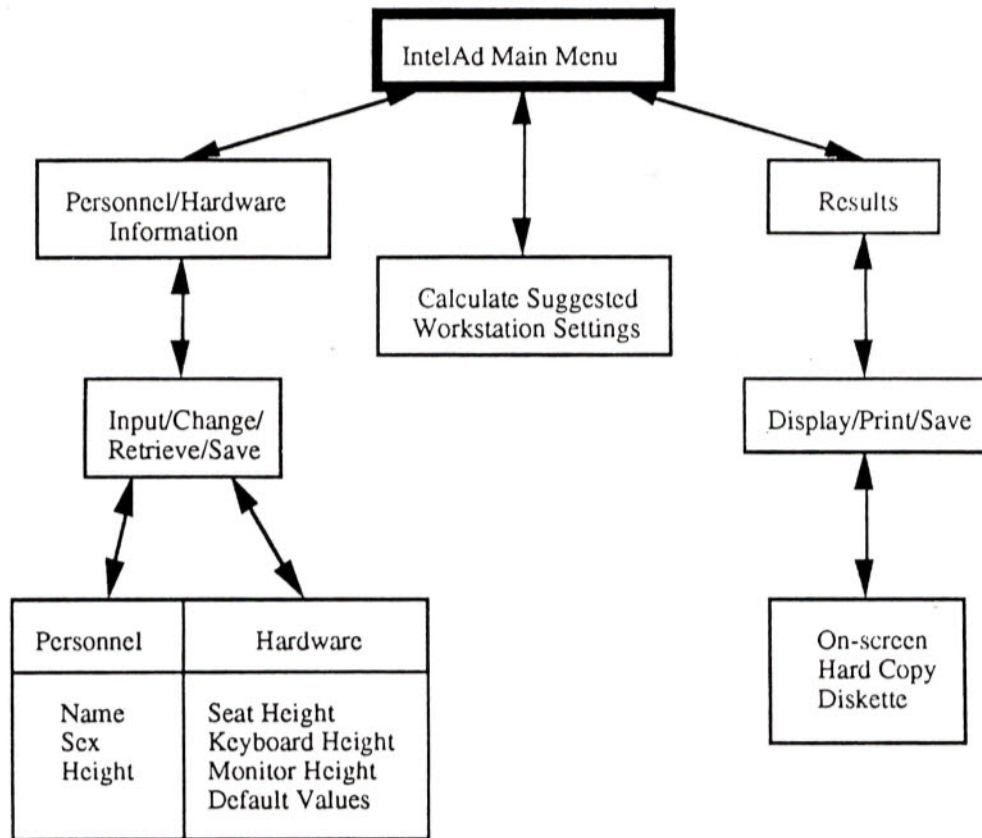 IntelAd Main Menu
Personnel/Hardware
Information
Results
Calculate Suggested
Workstation Settings
Input/Change/
Retrieve/Save
Display/Print/Save
Personnel
Hardware
Name
Sex
Height
Seat Height
Keyboard Height
Monitor Height
Default Values
On-screen
Hard Copy
Diskette